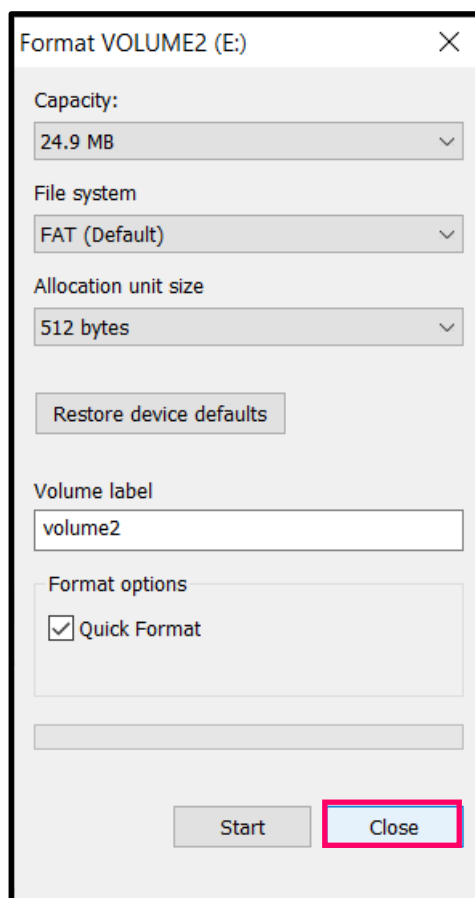 Format VOLUME2 (E:)
Capacity:
24.9 MB
File system
FAT (Default)
Allocation unit size
512 bytes
Restore device defaults
Volume label
volume2
Format options
Quick Format
Start Close